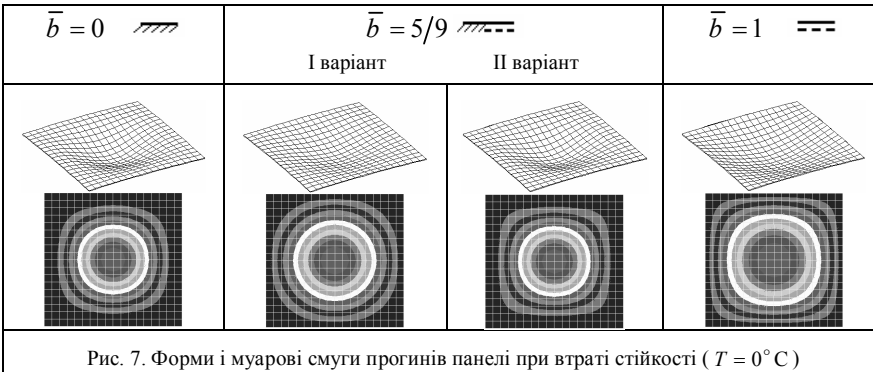 b̅ = 0 b̅ = 5/9 b̅ = 1
І варіант ІІ варіант
Рис. 7. Форми і муарові смуги прогинів панелі при втраті стійкості ( T = 0° C )